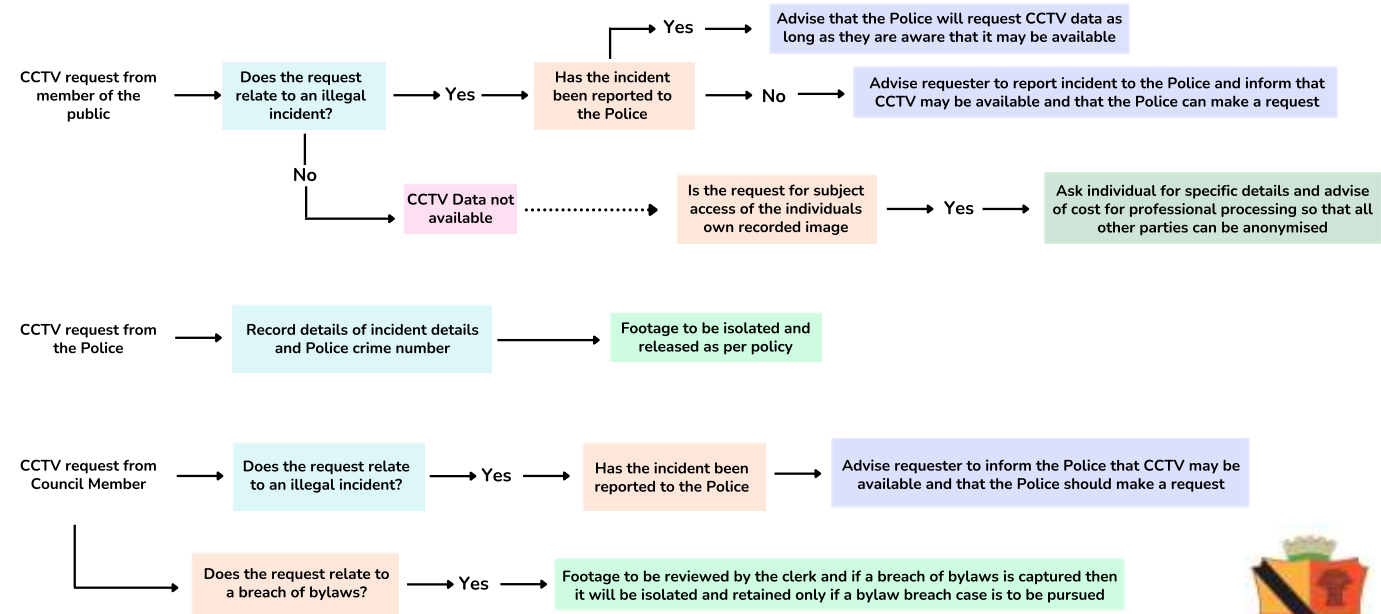 Yes
Advise that the Police will request CCTV data as
long as they are aware that it may be available
CCTV request from
member of the
public
Does the request
relate to an illegal
incident?
Yes
Has the incident
been reported to
the Police
No
Advise requester to report incident to the Police and inform that
CCTV may be available and that the Police can make a request
No
CCTV Data not
available
Is the request for subject
access of the individuals
own recorded image
Yes
Ask individual for specific details and advise
of cost for professional processing so that all
other parties can be anonymised
CCTV request from
the Police
Record details of incident details
and Police crime number
Footage to be isolated and
released as per policy
CCTV request from
Council Member
Does the request relate
to an illegal incident?
Yes
Has the incident been
reported to the Police
Advise requester to inform the Police that CCTV may be
available and that the Police should make a request
Does the request relate to
a breach of bylaws?
Yes
Footage to be reviewed by the clerk and if a breach of bylaws is captured then
it will be isolated and retained only if a bylaw breach case is to be pursued